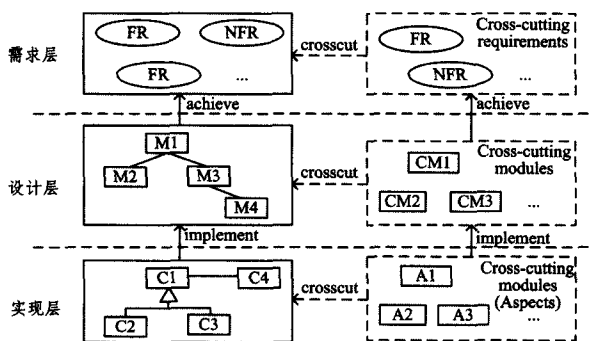 需求层
FR
NFR
FR
...
crosscut
Cross-cutting
requirements
FR
NFR
...
achieve
achieve
设计层
M1
M2
M3
M4
crosscut
Cross-cutting
modules
CM1
CM2
CM3
...
implement
implement
实现层
C1
C4
C2
C3
crosscut
Cross-cutting
modules
(Aspects)
A1
A2
A3
...